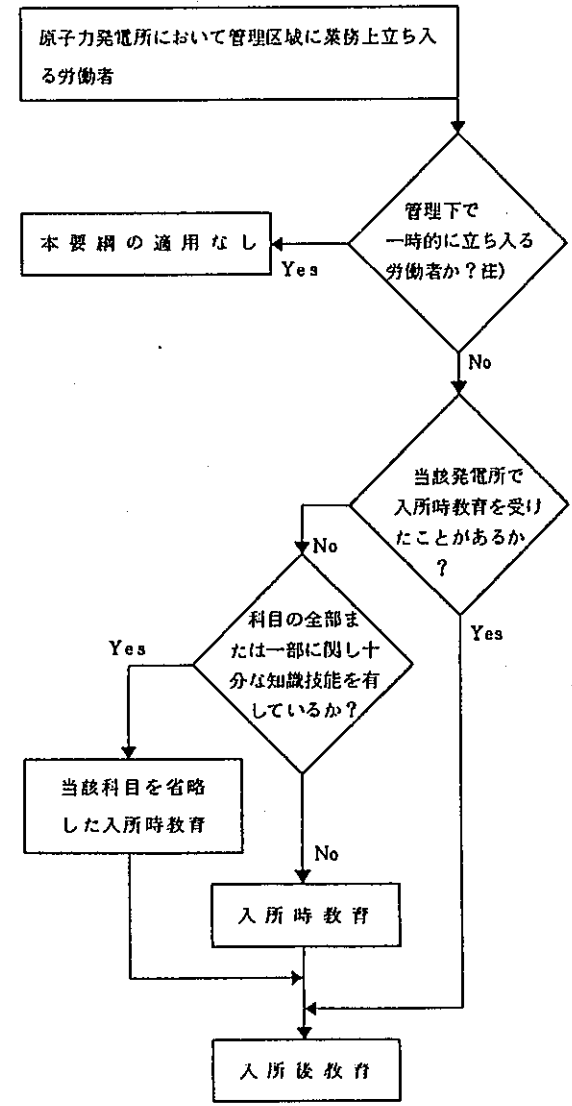 原子力発電所において管理区域に業務上立ち入
る労働者
管理下で
一時的に立ち入る
労働者か?注)
本要綱の適用なし
Yes
No
当該発電所で
入所時教育を受け
たことがあるか
?
No
Yes
科目の全部ま
たは一部に関し十
分な知識技能を有
しているか?
Yes
当該科目を省略
した入所時教育
No
入所時教育
入所後教育